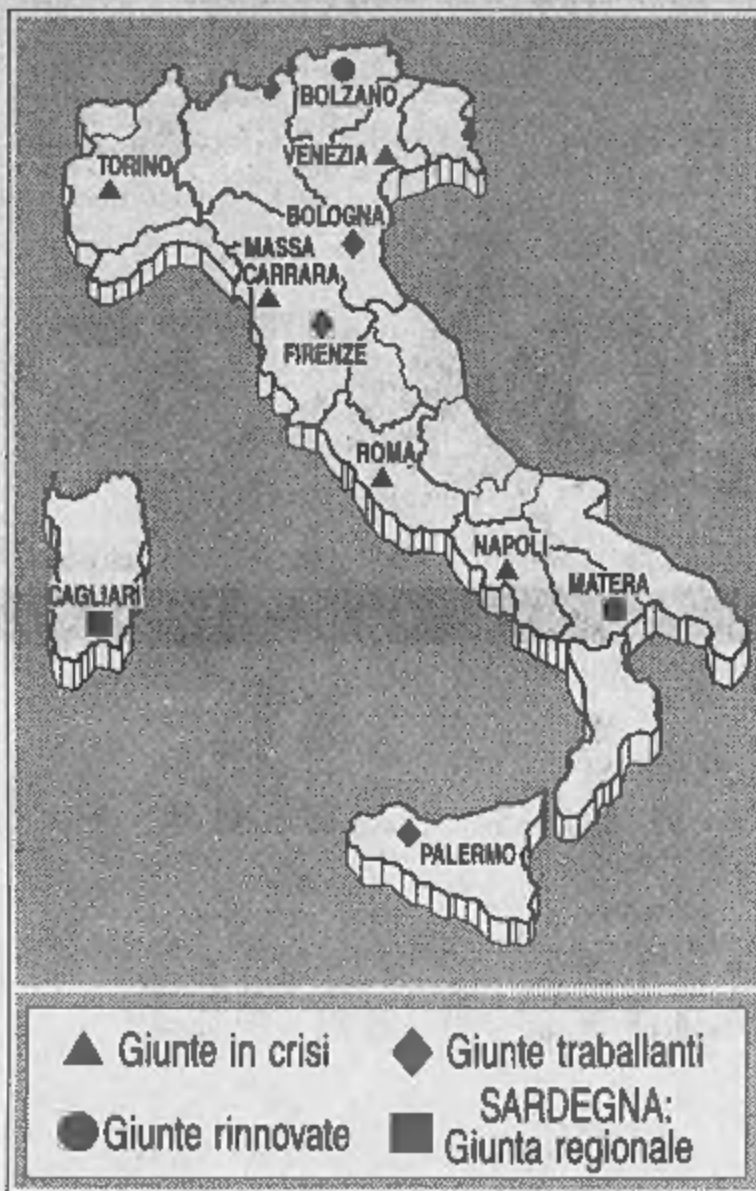 BOLZANO
VENEZIA
TORINO
BOLOGNA
MASSA
CARRARA
FIRENZE
ROMA
NAPOLI
MATERA
CAGLIARI
PALERMO
Giunte in crisi
Giunte traballanti
Giunte rinnovate
SARDEGNA:
Giunta regionale